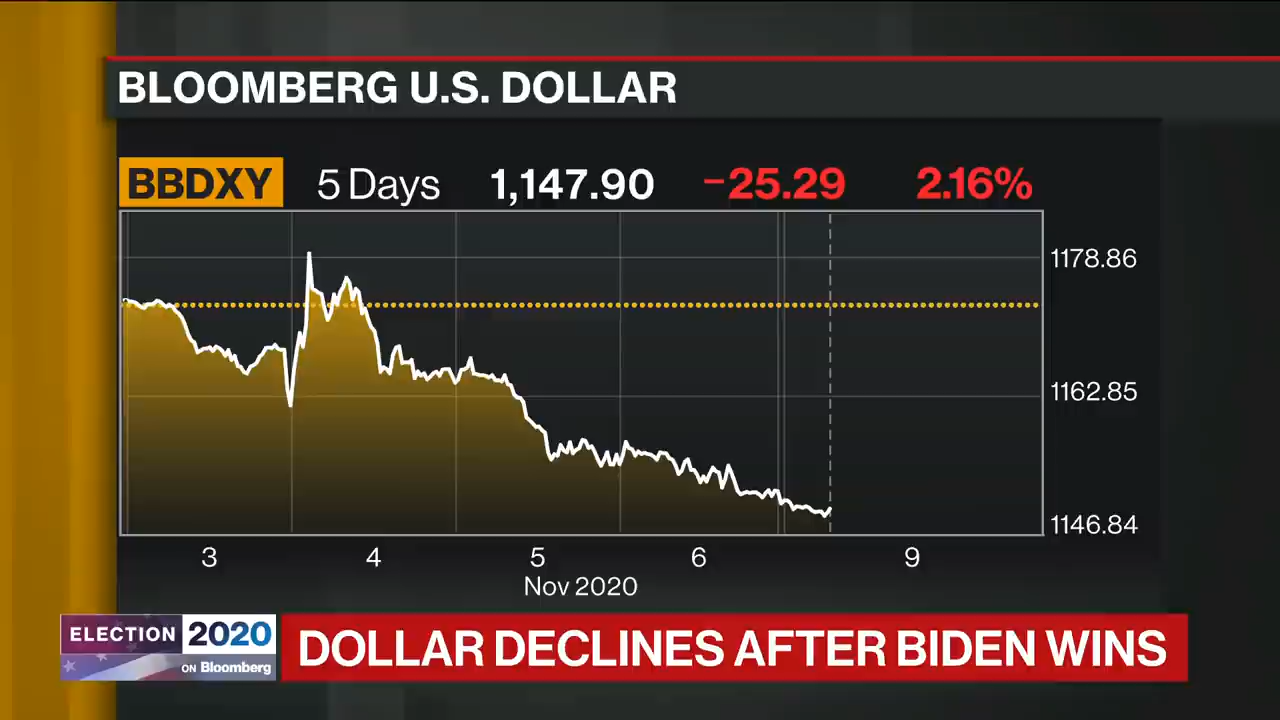 BLOOMBERG U.S. DOLLAR
BBDXY 5 Days 1,147.90 -25.29 2.16%
1178.86
1162.85
1146.84
3 4 5 6 9
Nov 2020
ELECTION 2020
ON Bloomberg
DOLLAR DECLINES AFTER BIDEN WINS